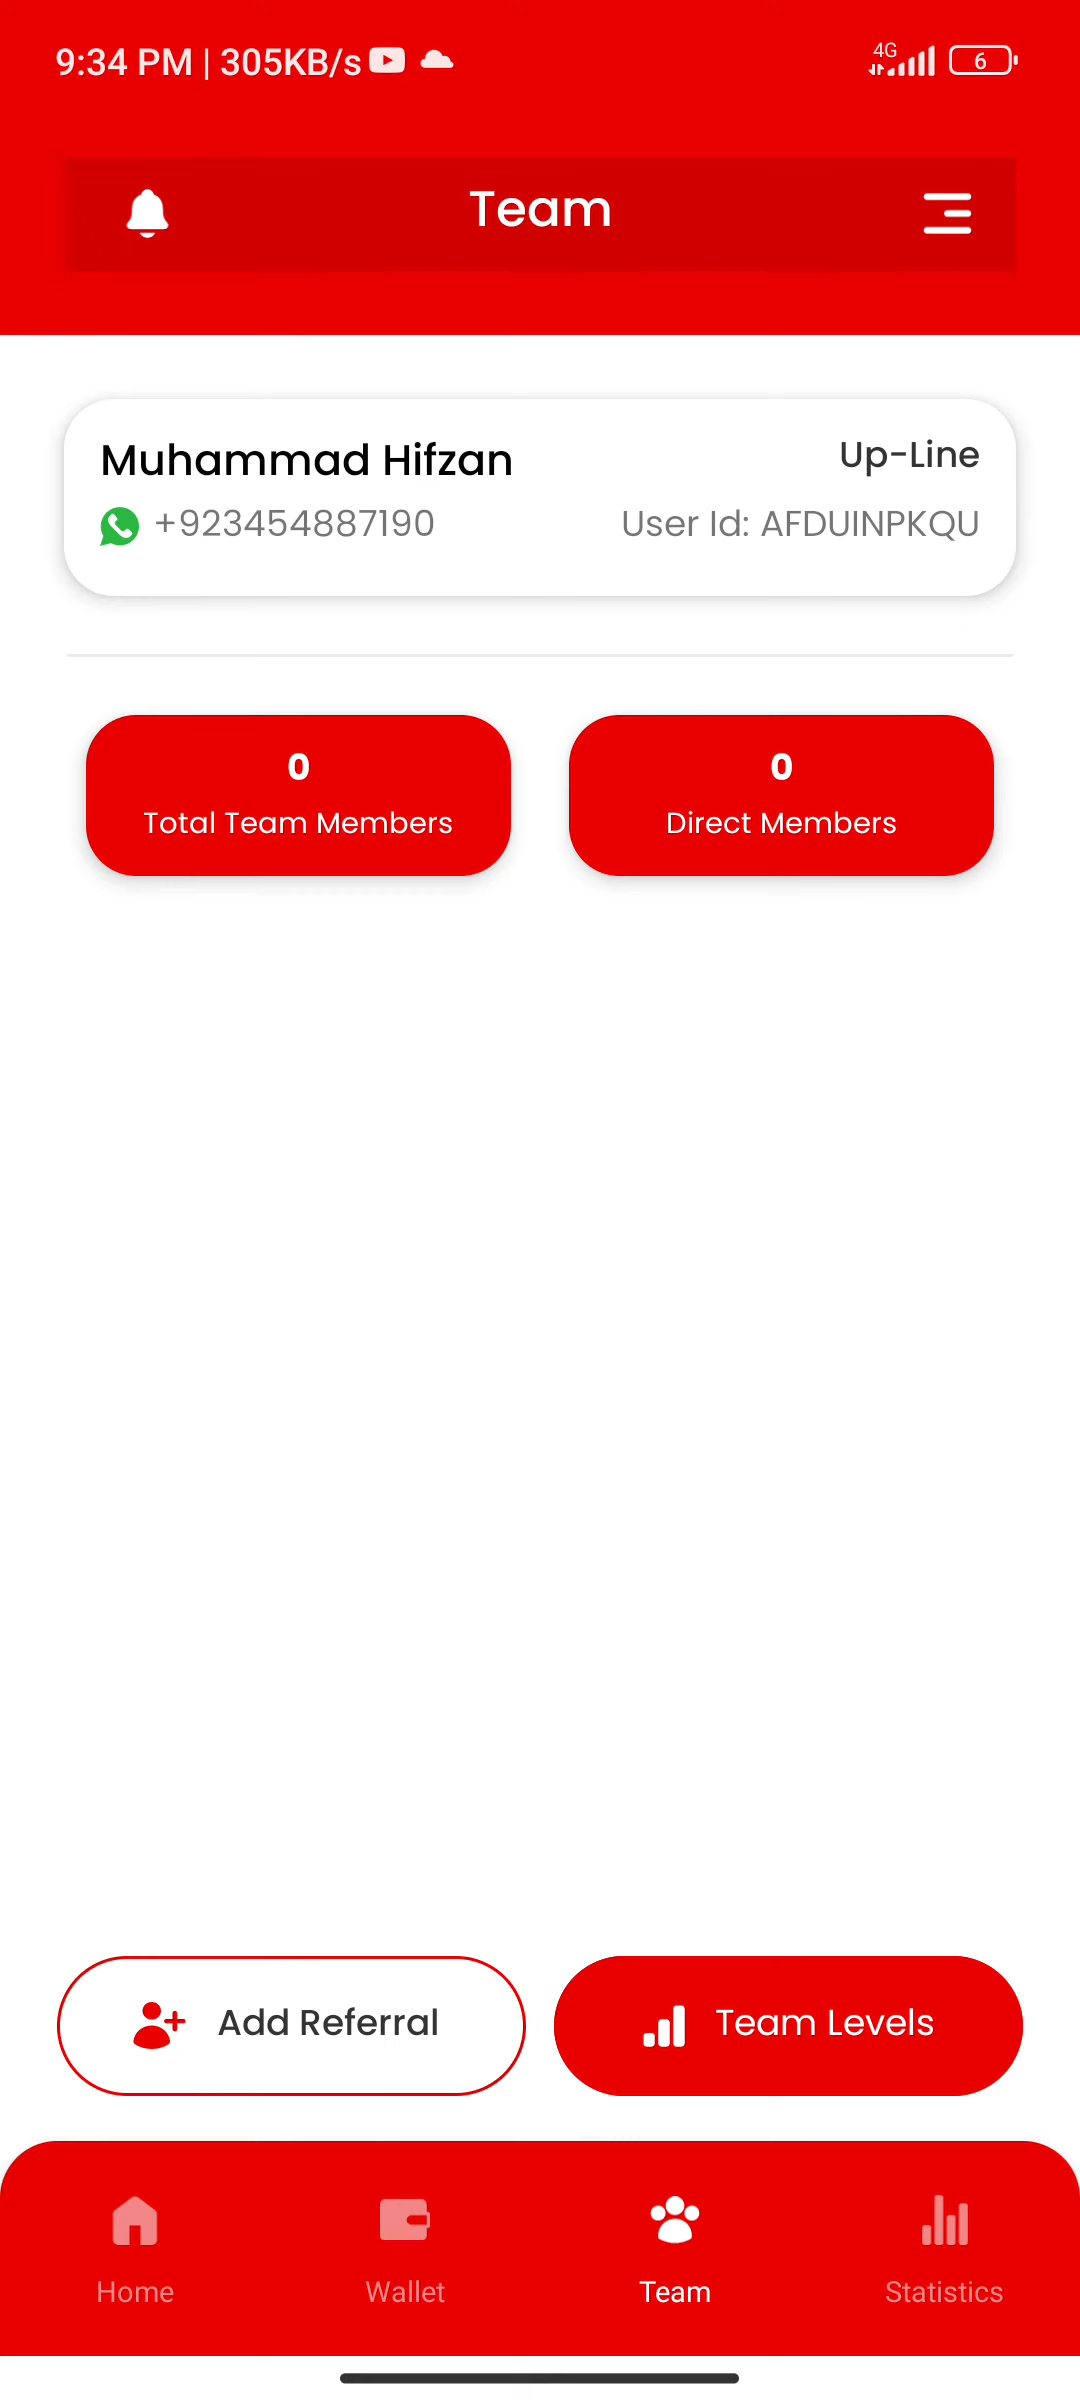 9:34 PM | 305KB/s 4G 6
Team
Muhammad Hifzan Up-Line
+923454887190 User Id: AFDUINPKQU
0 0
Total Team Members Direct Members
Add Referral Team Levels
Home Wallet Team Statistics